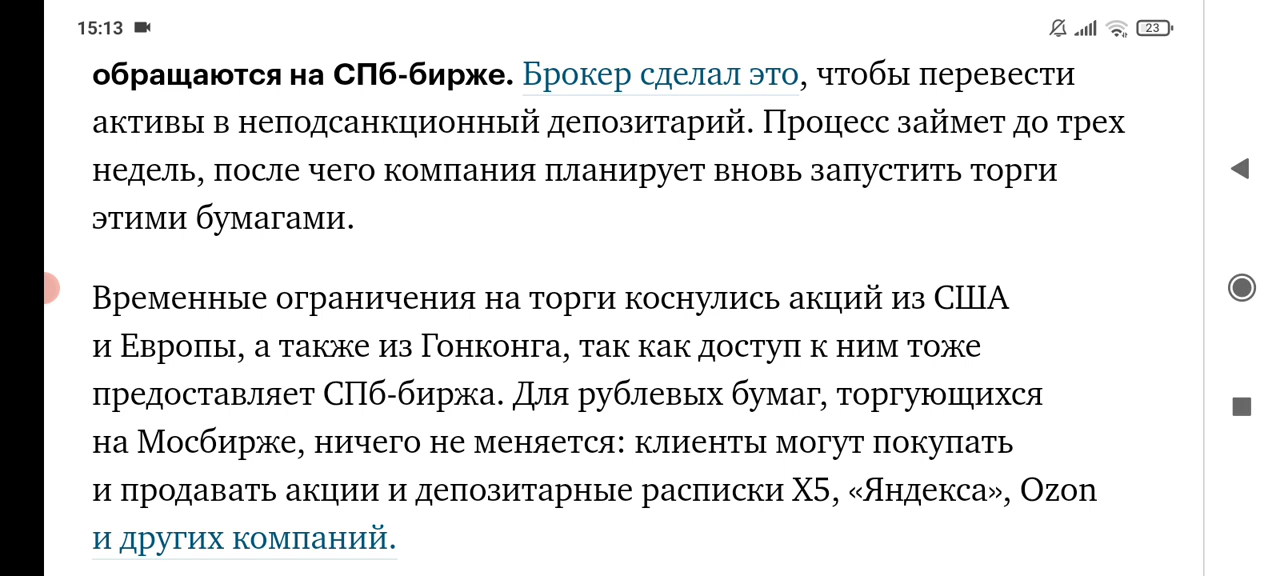 15:13
23
обращаются на СПб-бирже. Брокер сделал это, чтобы перевести
активы в неподсанкционный депозитарий. Процесс займет до трех
недель, после чего компания планирует вновь запустить торги
этими бумагами.
Временные ограничения на торги коснулись акций из США
и Европы, а также из Гонконга, так как доступ к ним тоже
предоставляет СПб-биржа. Для рублевых бумаг, торгующихся
на Мосбирже, ничего не меняется: клиенты могут покупать
и продавать акции и депозитарные расписки X5, «Яндекса», Ozon
и других компаний.